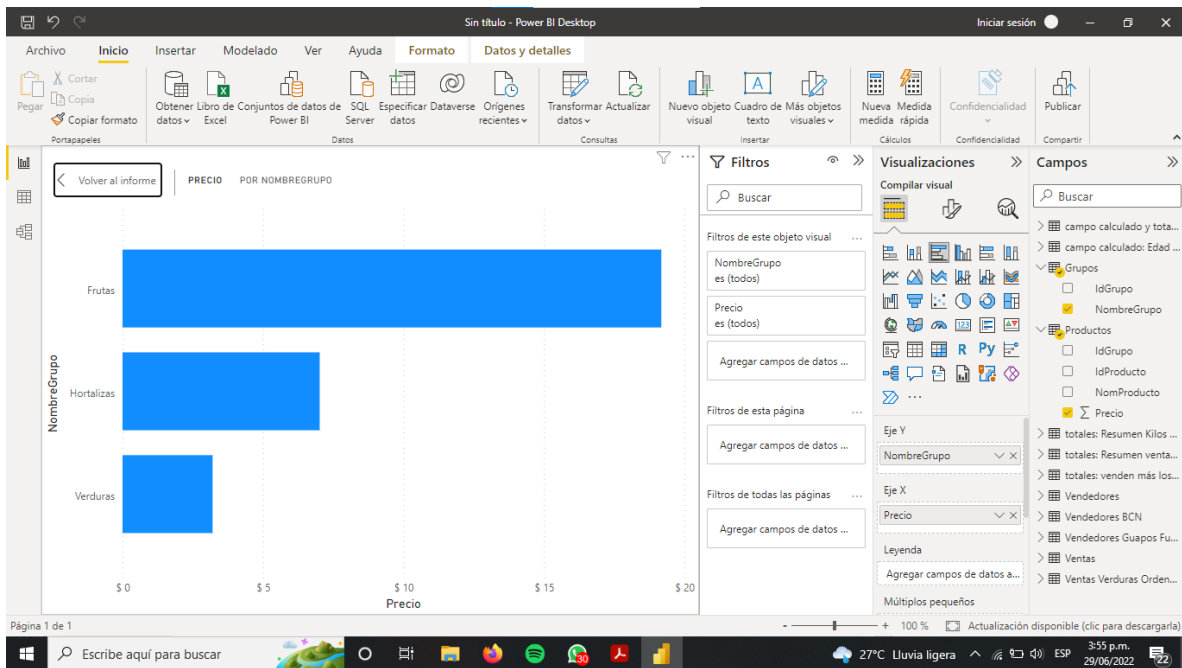 Sin título - Power BI Desktop
Iniciar sesión
Archivo Inicio Insertar Modelado Ver Ayuda Formato Datos y detalles
Pegar
Cortar
Copia
Copiar formato
Portapapeles
Obtener datos
Libro de Excel
Conjuntos de datos de Power BI
SQL Server
Especificar datos
Dataverse
Orígenes recientes
Datos
Transformar datos
Actualizar
Consultas
Nuevo objeto visual
Cuadro de texto
Más objetos visuales
Insertar
Nueva medida
Medida rápida
Cálculos
Confidencialidad
Confidencialidad
Publicar
Compartir
Volver al informe
PRECIO POR NOMBREGRUPO
NombreGrupo
Frutas
Hortalizas
Verduras
$ 0 $ 5 $ 10 $ 15 $ 20
Precio
Filtros
Buscar
Filtros de este objeto visual ...
NombreGrupo
es (todos)
Precio
es (todos)
Agregar campos de datos ...
Filtros de esta página ...
Agregar campos de datos ...
Filtros de todas las páginas ...
Agregar campos de datos ...
Visualizaciones
Compilar visual
123
R Py
...
Eje Y
NombreGrupo
Eje X
Precio
Leyenda
Agregar campos de datos a...
Múltiplos pequeños
Campos
Buscar
campo calculado y tota...
campo calculado: Edad ...
Grupos
IdGrupo
NombreGrupo
Productos
IdGrupo
IdProducto
NomProducto
∑ Precio
totales: Resumen Kilos ...
totales: Resumen venta...
totales: venden más los...
Vendedores
Vendedores BCN
Vendedores Guapos Fu...
Ventas
Ventas Verduras Orden...
Página 1 de 1
- + 100 %
Actualización disponible (clic para descargarla)
Escribe aquí para buscar
27°C Lluvia ligera
ESP
3:55 p.m.
29/06/2022
22